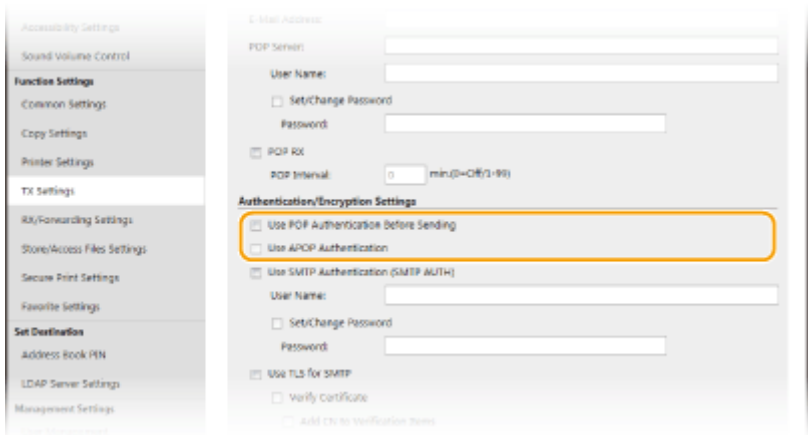 Accessibility Settings
Sound Volume Control
Function Settings
Common Settings
Copy Settings
Printer Settings
TX Settings
RX/Forwarding Settings
Store/Access Files Settings
Secure Print Settings
Favorite Settings
Set Destination
Address Book PIN
LDAP Server Settings
Management Settings
E-Mail Address:
POP Server:
User Name:
Set/Change Password
Password:
POP RX
POP Interval: 0 min.(0=Off/1-99)
Authentication/Encryption Settings
Use POP Authentication Before Sending
Use APOP Authentication
Use SMTP Authentication (SMTP AUTH)
User Name:
Set/Change Password
Password:
Use TLS for SMTP
Verify Certificate
Add CN to Verification Items